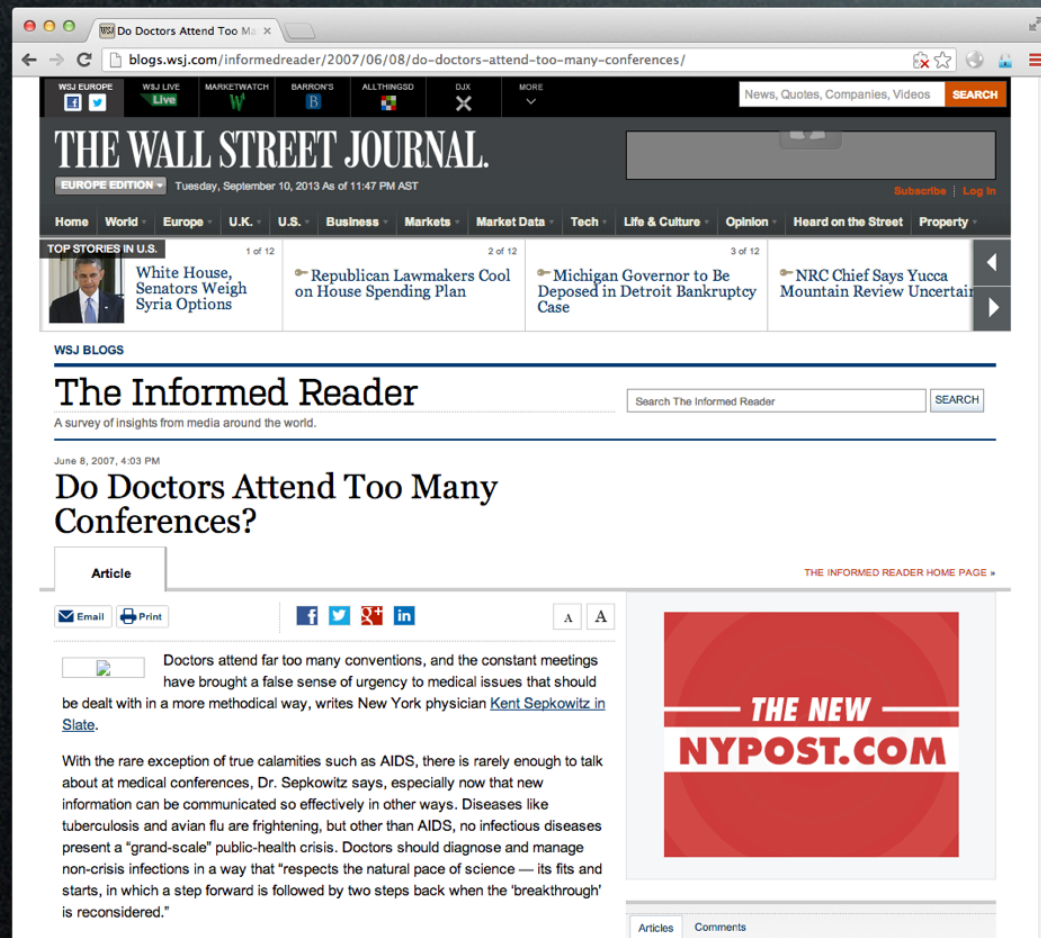 Do Doctors Attend Too Ma
blogs.wsj.com/informedreader/2007/06/08/do-doctors-attend-too-many-conferences/
WSJ EUROPE WSJ LIVE MARKETWATCH BARRON'S ALLTHINGSD DJX MORE
Live
News, Quotes, Companies, Videos SEARCH
THE WALL STREET JOURNAL.
EUROPE EDITION Tuesday, September 10, 2013 As of 11:47 PM AST
Subscribe | Log In
Home World Europe U.K. U.S. Business Markets Market Data Tech Life & Culture Opinion Heard on the Street Property
TOP STORIES IN U.S.
1 of 12
White House,
Senators Weigh
Syria Options
2 of 12
Republican Lawmakers Cool
on House Spending Plan
3 of 12
Michigan Governor to Be
Deposed in Detroit Bankruptcy
Case
NRC Chief Says Yucca
Mountain Review Uncertain
WSJ BLOGS
The Informed Reader
A survey of insights from media around the world.
Search The Informed Reader SEARCH
June 8, 2007, 4:03 PM
Do Doctors Attend Too Many
Conferences?
Article
THE INFORMED READER HOME PAGE »
Email Print
f g+ in
A A
Doctors attend far too many conventions, and the constant meetings
have brought a false sense of urgency to medical issues that should
be dealt with in a more methodical way, writes New York physician Kent Sepkowitz in
Slate.
With the rare exception of true calamities such as AIDS, there is rarely enough to talk
about at medical conferences, Dr. Sepkowitz says, especially now that new
information can be communicated so effectively in other ways. Diseases like
tuberculosis and avian flu are frightening, but other than AIDS, no infectious diseases
present a “grand-scale” public-health crisis. Doctors should diagnose and manage
non-crisis infections in a way that “respects the natural pace of science — its fits and
starts, in which a step forward is followed by two steps back when the ‘breakthrough’
is reconsidered.”
THE NEW
NYPOST.COM
Articles Comments